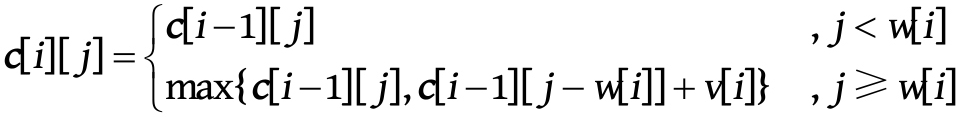 c[i][j] = { c[i−1][j] , j < w[i]
max{c[i−1][j], c[i−1][j − w[i]] + v[i]} , j ⩾ w[i]